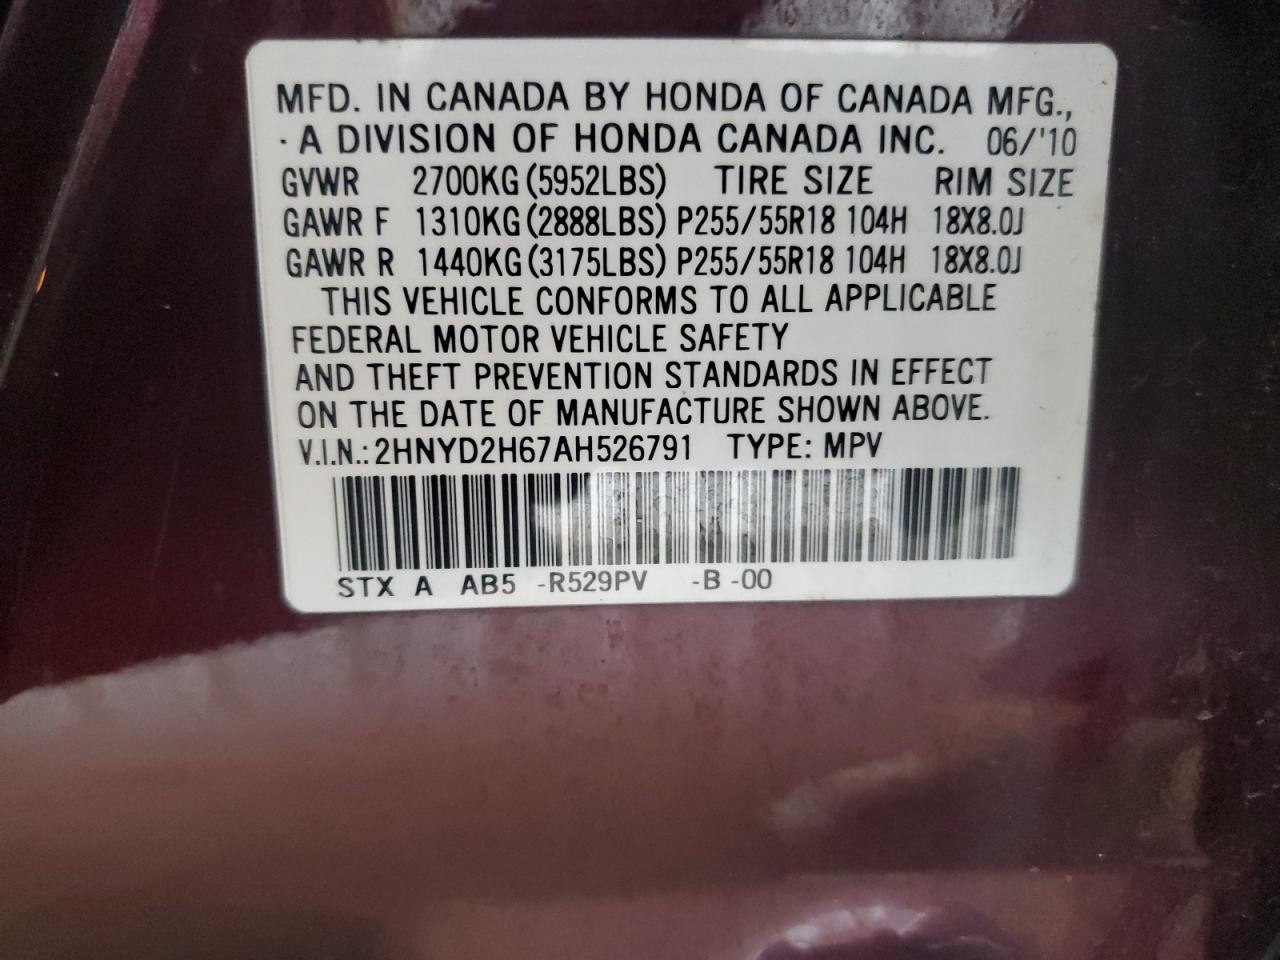 MFD. IN CANADA BY HONDA OF CANADA MFG.,
· A DIVISION OF HONDA CANADA INC. 06/'10
GVWR 2700KG (5952LBS) TIRE SIZE RIM SIZE
GAWR F 1310KG (2888LBS) P255/55R18 104H 18X8.0J
GAWR R 1440KG (3175LBS) P255/55R18 104H 18X8.0J
THIS VEHICLE CONFORMS TO ALL APPLICABLE
FEDERAL MOTOR VEHICLE SAFETY
AND THEFT PREVENTION STANDARDS IN EFFECT
ON THE DATE OF MANUFACTURE SHOWN ABOVE.
V.I.N.: 2HNYD2H67AH526791 TYPE: MPV
STX A AB5 -R529PV -B -00